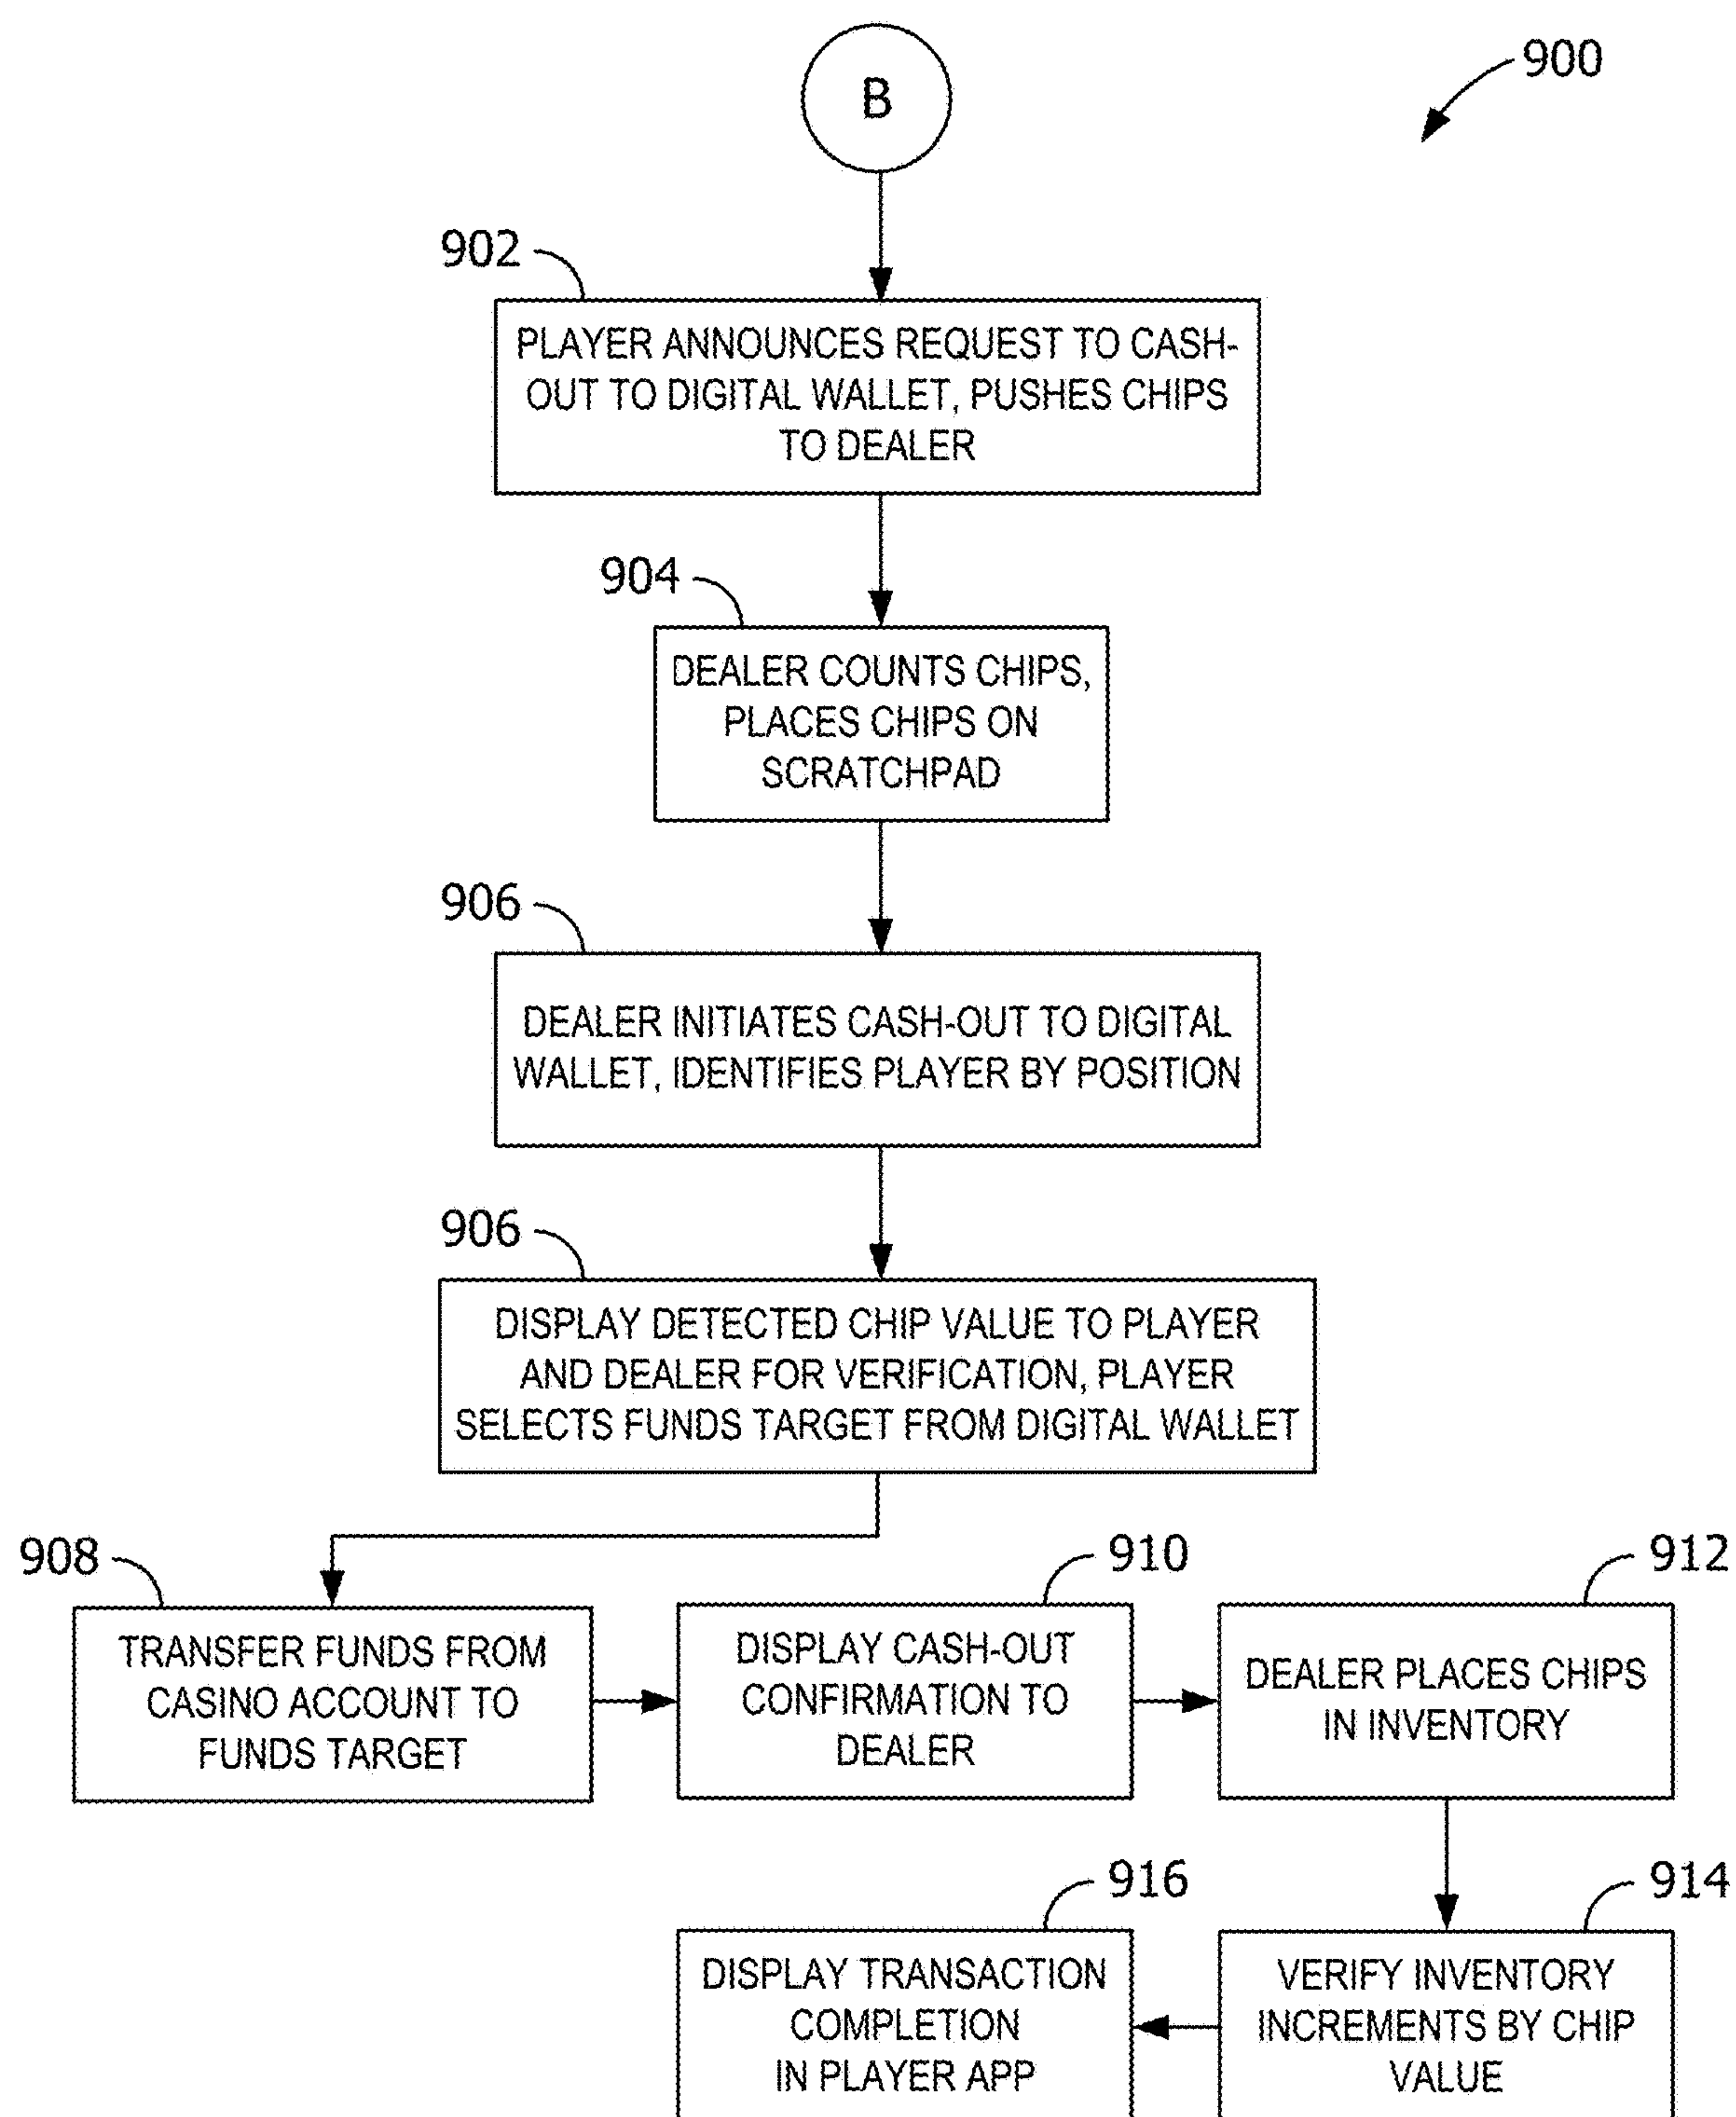 B
900
902
PLAYER ANNOUNCES REQUEST TO CASH-
OUT TO DIGITAL WALLET, PUSHES CHIPS
TO DEALER
904
DEALER COUNTS CHIPS,
PLACES CHIPS ON
SCRATCHPAD
906
DEALER INITIATES CASH-OUT TO DIGITAL
WALLET, IDENTIFIES PLAYER BY POSITION
906
DISPLAY DETECTED CHIP VALUE TO PLAYER
AND DEALER FOR VERIFICATION, PLAYER
SELECTS FUNDS TARGET FROM DIGITAL WALLET
908
TRANSFER FUNDS FROM
CASINO ACCOUNT TO
FUNDS TARGET
910
DISPLAY CASH-OUT
CONFIRMATION TO
DEALER
912
DEALER PLACES CHIPS
IN INVENTORY
914
VERIFY INVENTORY
INCREMENTS BY CHIP
VALUE
916
DISPLAY TRANSACTION
COMPLETION
IN PLAYER APP